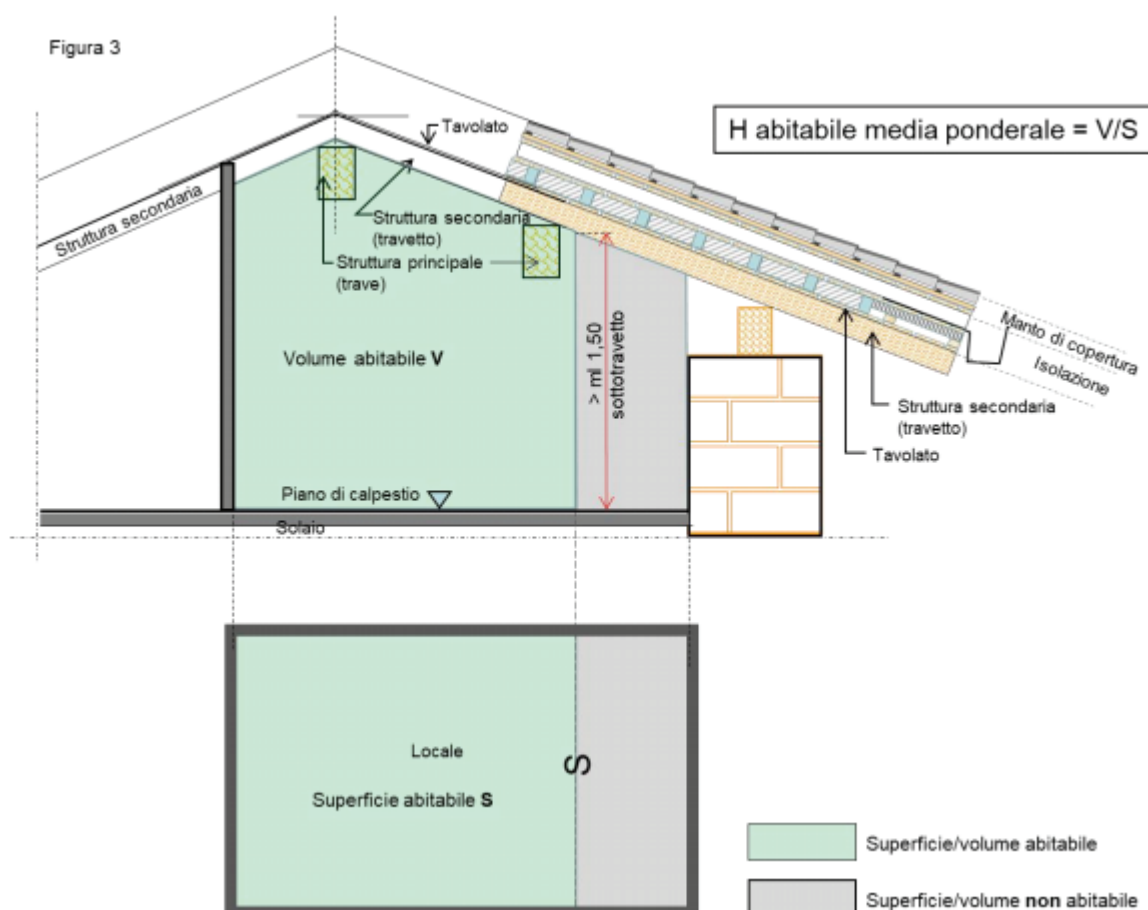 Figura 3
H abitabile media ponderale = V/S
Tavolato
Struttura secondaria
Struttura secondaria
(travetto)
Struttura principale
(trave)
Volume abitabile V
> ml 1,50
sottotravetto
Manto di copertura
Isolazione
Struttura secondaria
(travetto)
Tavolato
Piano di calpestio
Solaio
Locale
S
Superficie abitabile S
Superficie/volume abitabile
Superficie/volume non abitabile